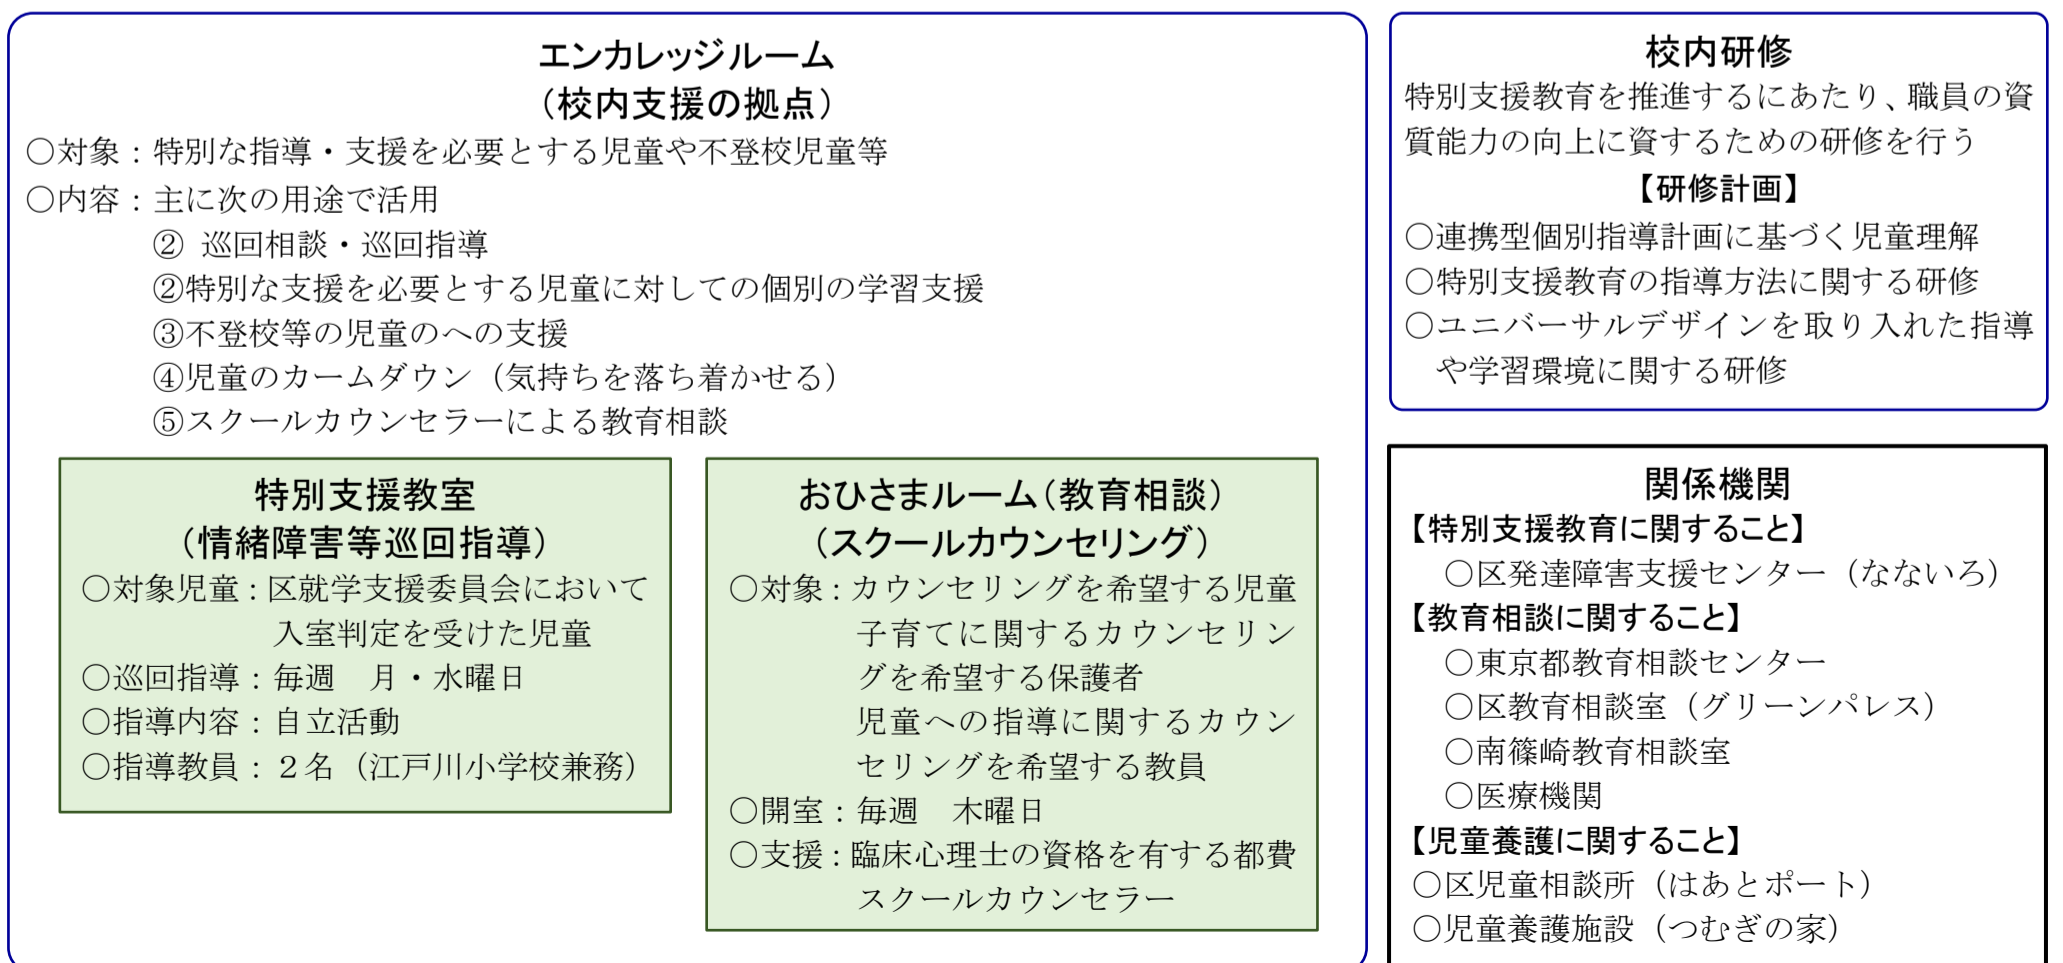 エンカレッジルーム
（校内支援の拠点）
○対象：特別な指導・支援を必要とする児童や不登校児童等
○内容：主に次の用途で活用
② 巡回相談・巡回指導
②特別な支援を必要とする児童に対しての個別の学習支援
③不登校等の児童のへの支援
④児童のカームダウン（気持ちを落ち着かせる）
⑤スクールカウンセラーによる教育相談
特別支援教室
（情緒障害等巡回指導）
○対象児童：区就学支援委員会において
入室判定を受けた児童
○巡回指導：毎週　月・水曜日
○指導内容：自立活動
○指導教員：２名（江戸川小学校兼務）
おひさまルーム（教育相談）
（スクールカウンセリング）
○対象：カウンセリングを希望する児童
子育てに関するカウンセリン
グを希望する保護者
児童への指導に関するカウン
セリングを希望する教員
○開室：毎週　木曜日
○支援：臨床心理士の資格を有する都費
スクールカウンセラー
校内研修
特別支援教育を推進するにあたり、職員の資
質能力の向上に資するための研修を行う
【研修計画】
○連携型個別指導計画に基づく児童理解
○特別支援教育の指導方法に関する研修
○ユニバーサルデザインを取り入れた指導
や学習環境に関する研修
関係機関
【特別支援教育に関すること】
○区発達障害支援センター（なないろ）
【教育相談に関すること】
○東京都教育相談センター
○区教育相談室（グリーンパレス）
○南篠崎教育相談室
○医療機関
【児童養護に関すること】
○区児童相談所（はあとポート）
○児童養護施設（つむぎの家）